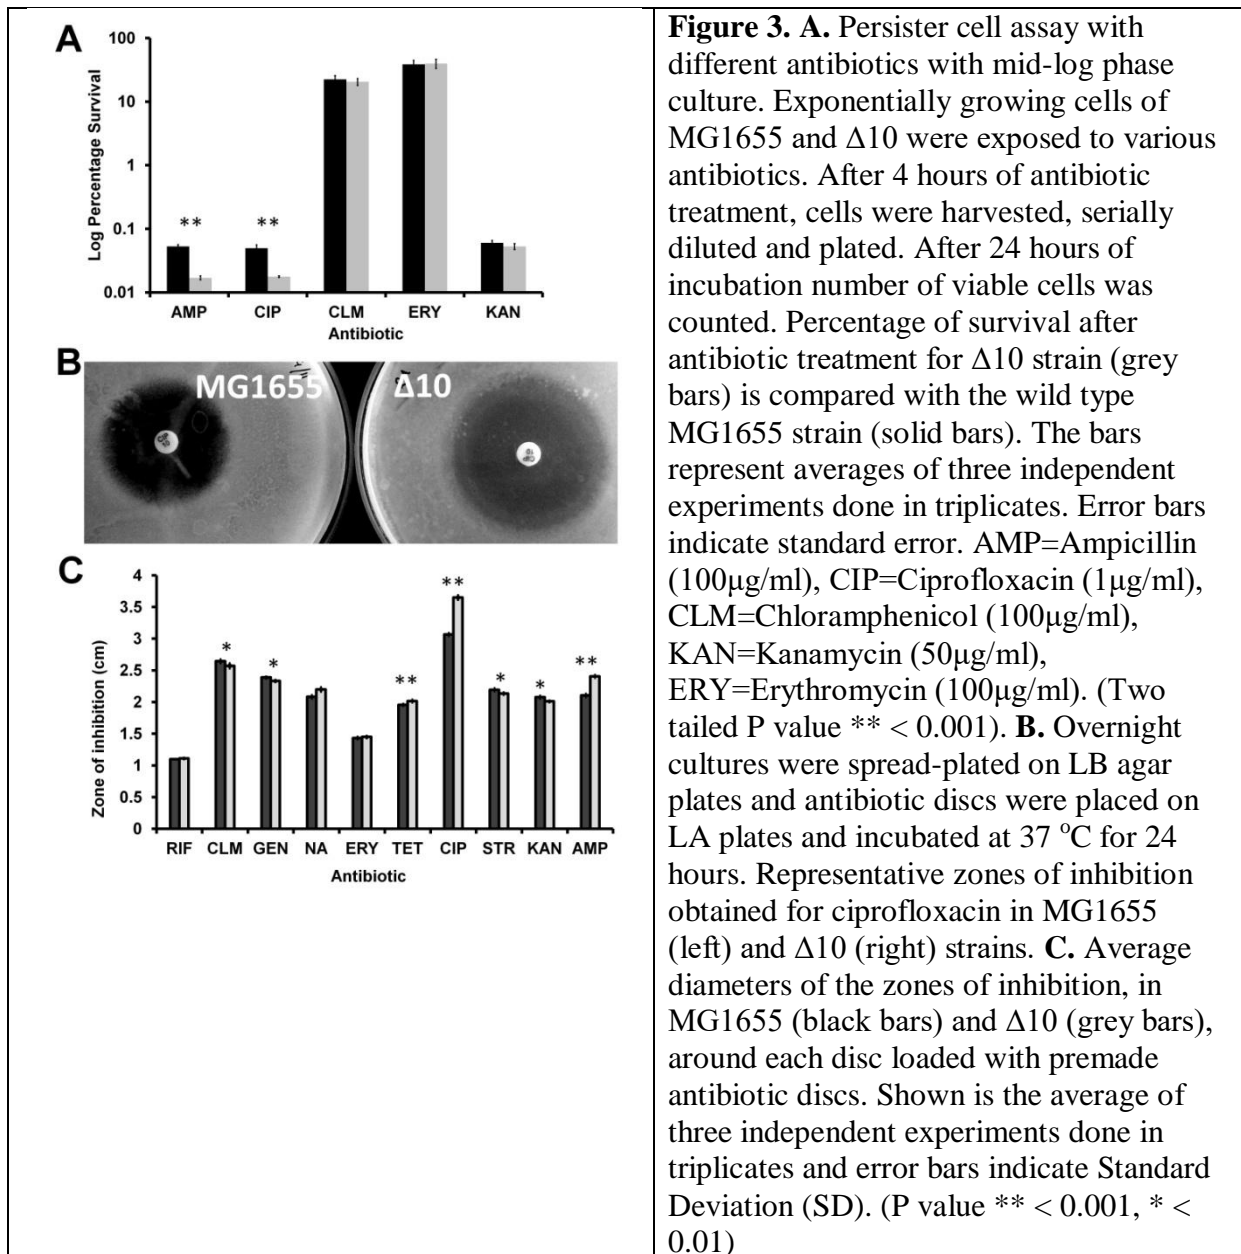 A
100
10
1
0.1
0.01
Log Percentage Survival
**
**
AMP CIP CLM ERY KAN
Antibiotic
B
MG1655 Δ10
C
4
3.5
3
2.5
2
1.5
1
0.5
0
Zone of inhibition (cm)
*
*
**
**
*
*
**
RIF CLM GEN NA ERY TET CIP STR KAN AMP
Antibiotic
Figure 3. A. Persister cell assay with
different antibiotics with mid-log phase
culture. Exponentially growing cells of
MG1655 and Δ10 were exposed to various
antibiotics. After 4 hours of antibiotic
treatment, cells were harvested, serially
diluted and plated. After 24 hours of
incubation number of viable cells was
counted. Percentage of survival after
antibiotic treatment for Δ10 strain (grey
bars) is compared with the wild type
MG1655 strain (solid bars). The bars
represent averages of three independent
experiments done in triplicates. Error bars
indicate standard error. AMP=Ampicillin
(100μg/ml), CIP=Ciprofloxacin (1μg/ml),
CLM=Chloramphenicol (100μg/ml),
KAN=Kanamycin (50μg/ml),
ERY=Erythromycin (100μg/ml). (Two
tailed P value ** < 0.001). B. Overnight
cultures were spread-plated on LB agar
plates and antibiotic discs were placed on
LA plates and incubated at 37 °C for 24
hours. Representative zones of inhibition
obtained for ciprofloxacin in MG1655
(left) and Δ10 (right) strains. C. Average
diameters of the zones of inhibition, in
MG1655 (black bars) and Δ10 (grey bars),
around each disc loaded with premade
antibiotic discs. Shown is the average of
three independent experiments done in
triplicates and error bars indicate Standard
Deviation (SD). (P value ** < 0.001, * <
0.01)